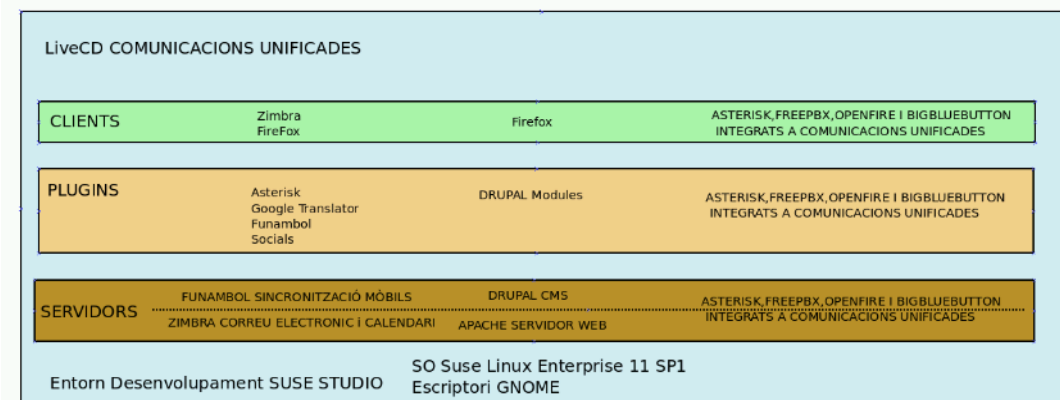 LiveCD COMUNICACIONS UNIFICADES
CLIENTS
Zimbra
FireFox
Firefox
ASTERISK,FREEPBX,OPENFIRE I BIGBLUEBUTTON
INTEGRATS A COMUNICACIONS UNIFICADES
PLUGINS
Asterisk
Google Translator
Funambol
Socials
DRUPAL Modules
ASTERISK,FREEPBX,OPENFIRE I BIGBLUEBUTTON
INTEGRATS A COMUNICACIONS UNIFICADES
SERVIDORS
FUNAMBOL SINCRONITZACIÓ MÒBILS
ZIMBRA CORREU ELECTRONIC i CALENDARI
DRUPAL CMS
APACHE SERVIDOR WEB
ASTERISK,FREEPBX,OPENFIRE I BIGBLUEBUTTON
INTEGRATS A COMUNICACIONS UNIFICADES
Entorn Desenvolupament SUSE STUDIO
SO Suse Linux Enterprise 11 SP1
Escriptori GNOME